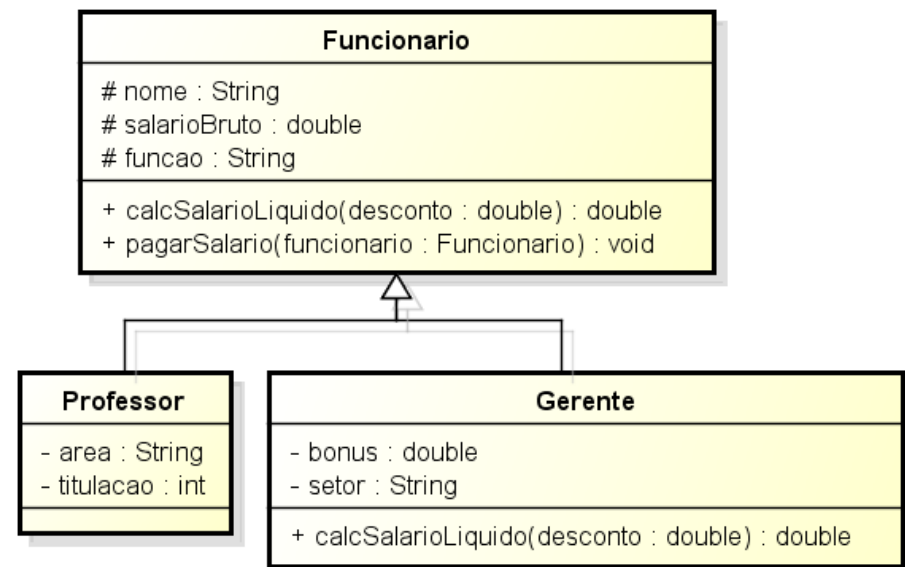 Funcionario
# nome : String
# salarioBruto : double
# funcao : String
+ calcSalarioLiquido(desconto : double) : double
+ pagarSalario(funcionario : Funcionario) : void
Professor
- area : String
- titulacao : int
Gerente
- bonus : double
- setor : String
+ calcSalarioLiquido(desconto : double) : double